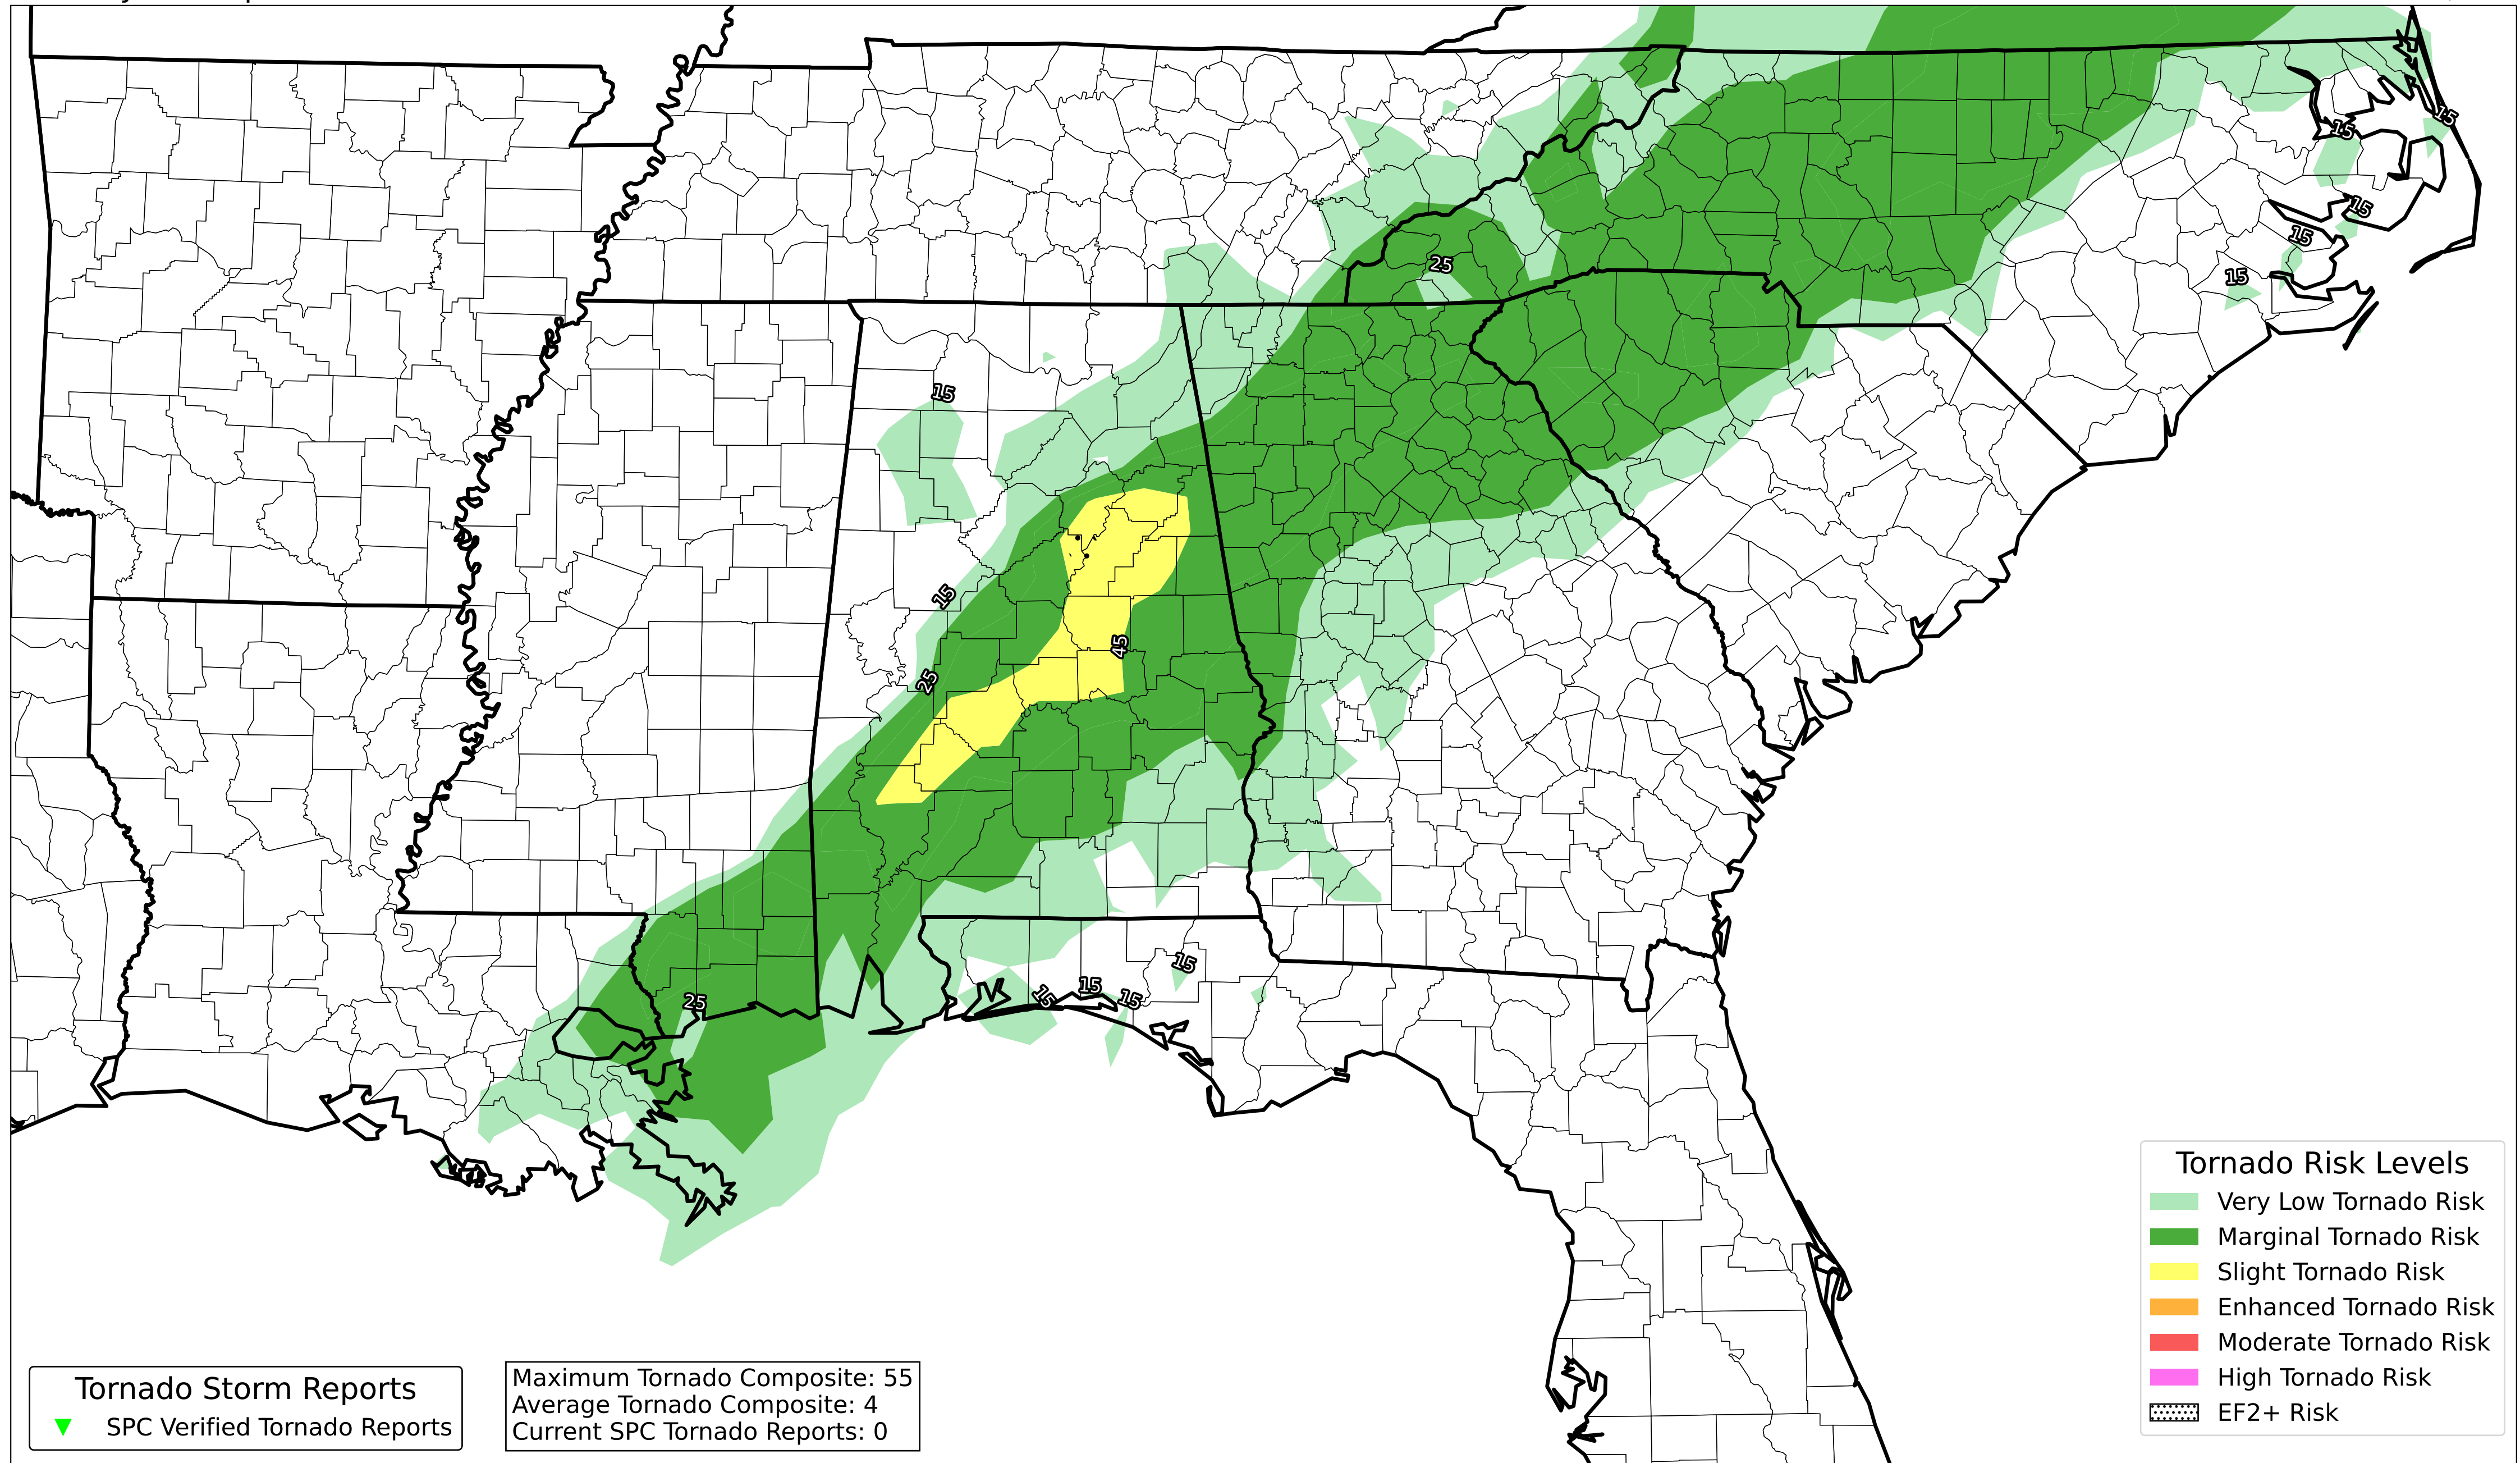 15
15
15
15
15
25
15
15
25
45
25
15
15
15
15
Tornado Risk Levels
Very Low Tornado Risk
Marginal Tornado Risk
Slight Tornado Risk
Enhanced Tornado Risk
Moderate Tornado Risk
High Tornado Risk
EF2+ Risk
Tornado Storm Reports
SPC Verified Tornado Reports
Maximum Tornado Composite: 55
Average Tornado Composite: 4
Current SPC Tornado Reports: 0